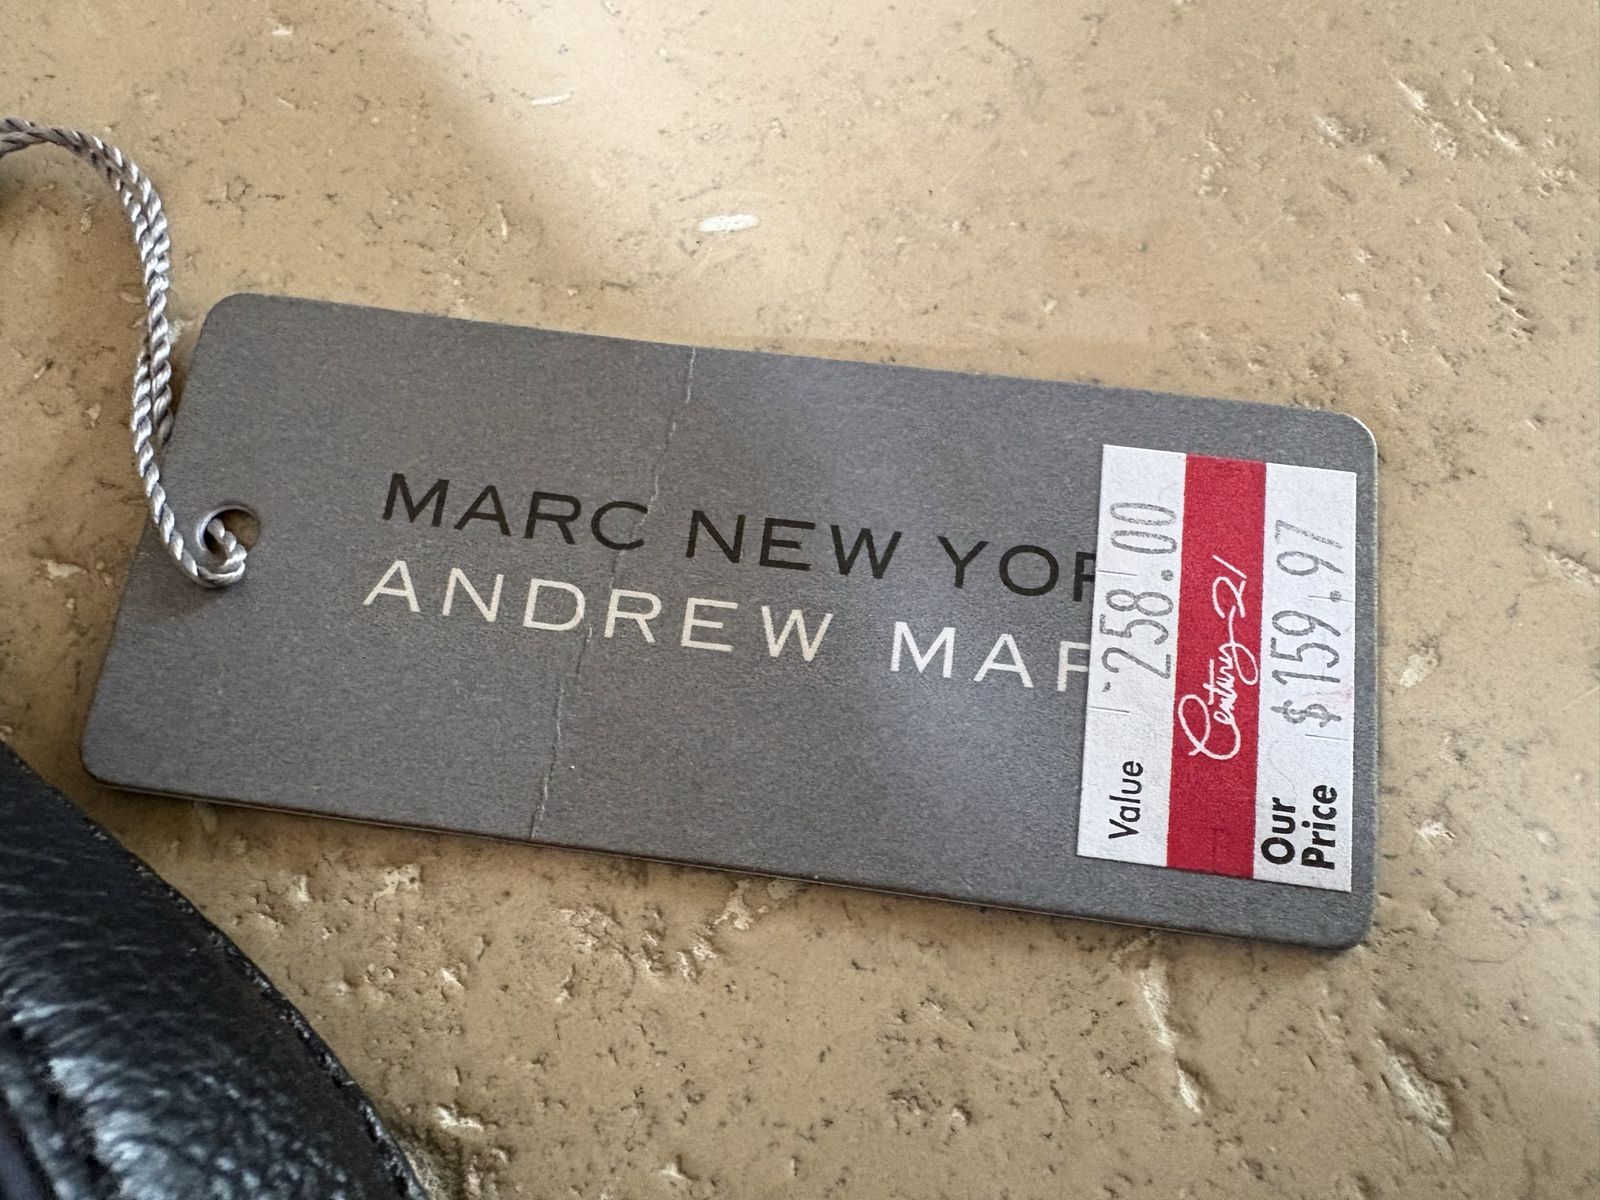 MARC NEW YOR
ANDREW MAR
Value 258.00
Century 21
Our Price $159.97